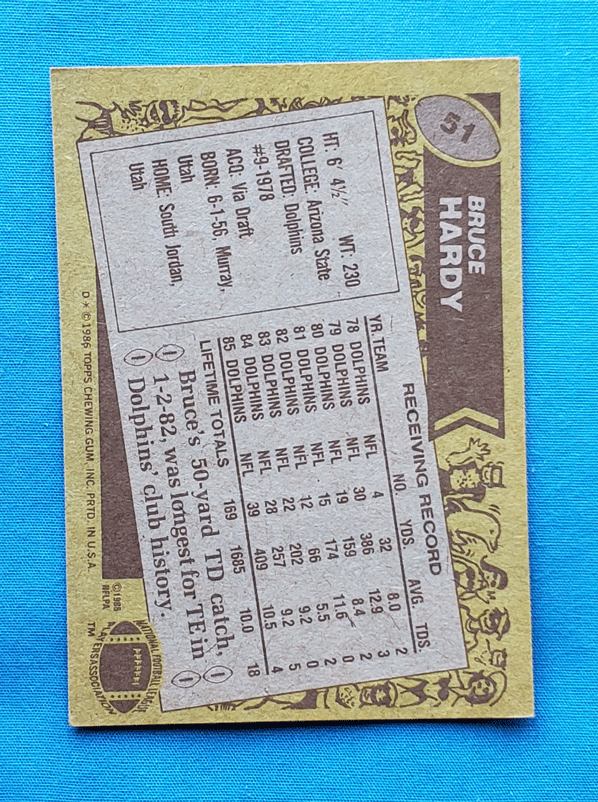 51
BRUCE
HARDY
HT: 6' 4½" WT: 230
COLLEGE: Arizona State
DRAFTED: Dolphins
#9-1978
ACQ: Via Draft
BORN: 6-1-56, Murray,
Utah
HOME: South Jordan,
Utah
RECEIVING RECORD
YR. TEAM NO. YDS. AVG. TDS.
78 DOLPHINS NFL 4 32 8.0 2
79 DOLPHINS NFL 30 386 12.9 3
80 DOLPHINS NFL 19 159 8.4 2
81 DOLPHINS NFL 15 174 11.6 0
82 DOLPHINS NFL 12 66 5.5 2
83 DOLPHINS NFL 22 202 9.2 0
84 DOLPHINS NFL 28 257 9.2 5
85 DOLPHINS NFL 39 409 10.5 4
LIFETIME TOTALS 169 1685 10.0 18
Bruce's 50-yard TD catch,
1-2-82, was longest for TE in
Dolphins' club history.
D * © 1986 TOPPS CHEWING GUM, INC. PRTD. IN U.S.A.
© 1986
NFLPA
NATIONAL FOOTBALL LEAGUE
PLAYERS ASSOCIATION
TM